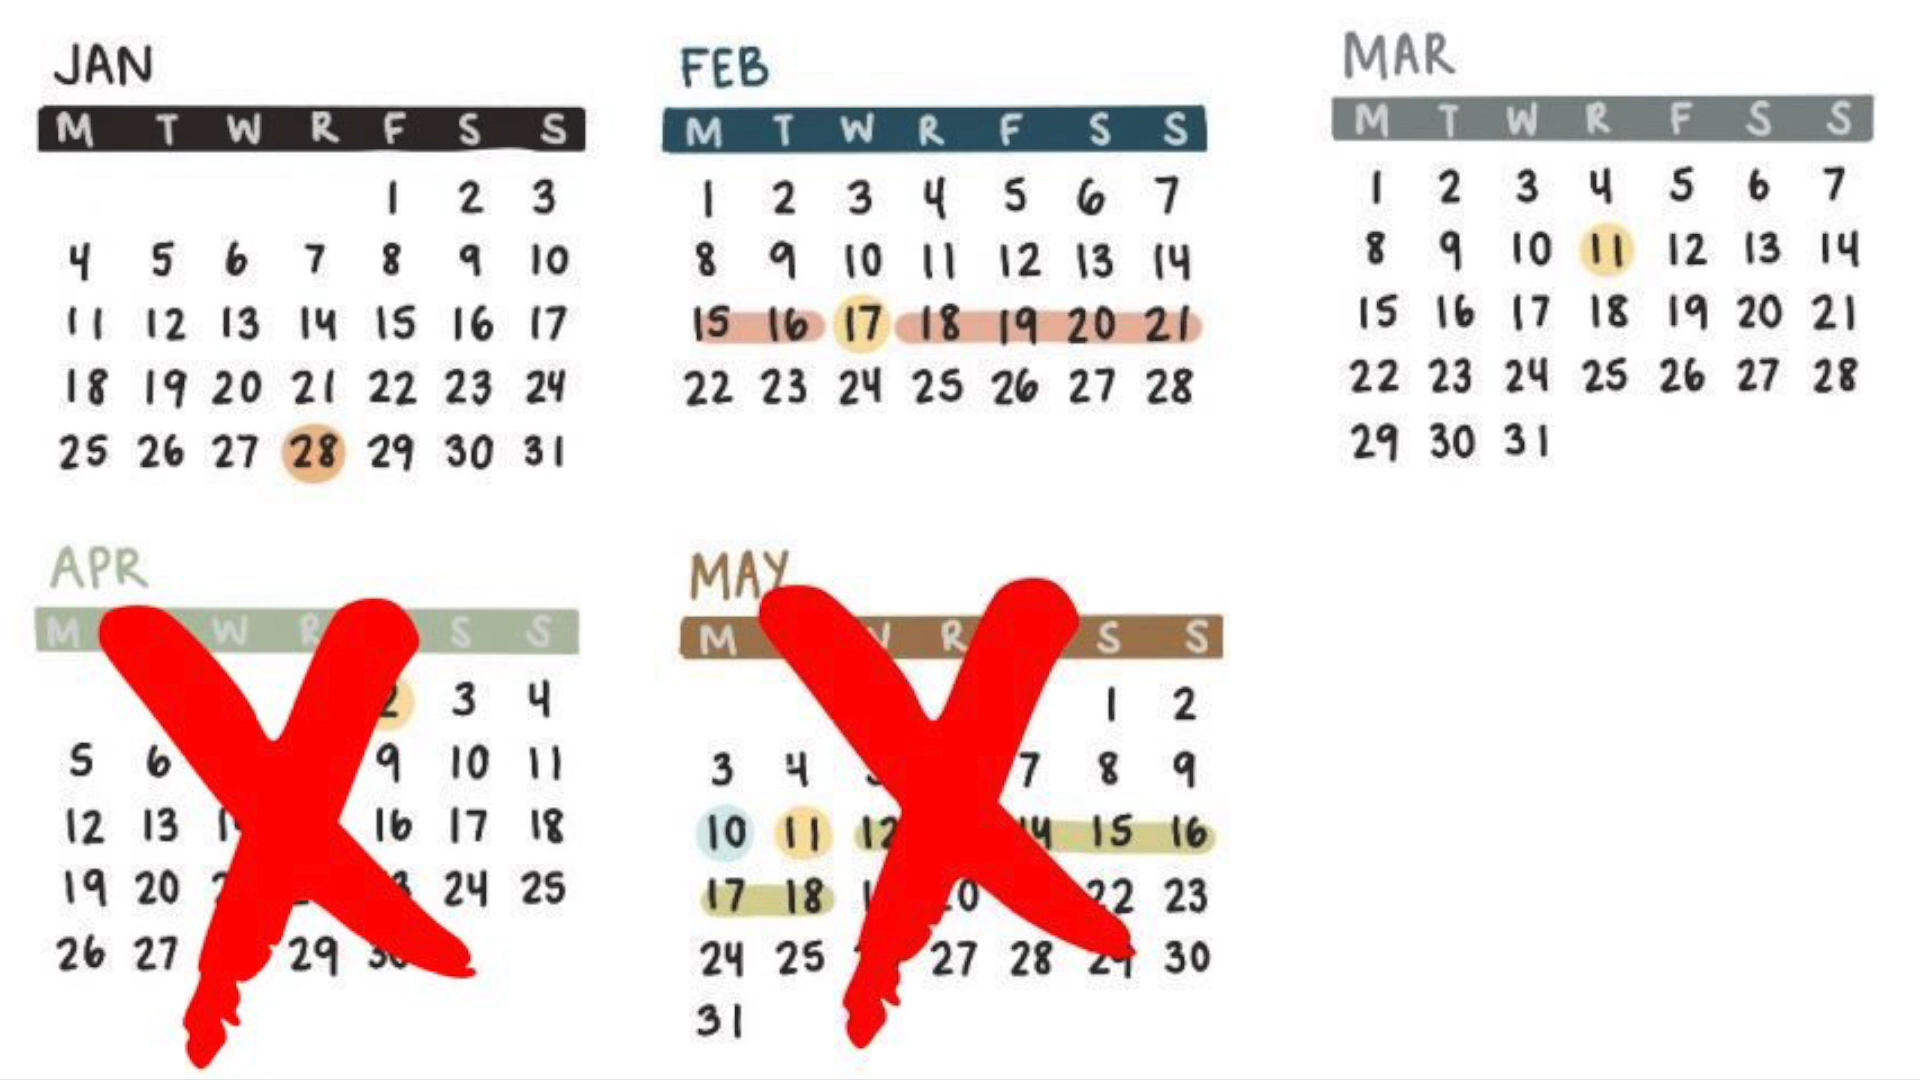 JAN
M T W R F S S
1 2 3
4 5 6 7 8 9 10
11 12 13 14 15 16 17
18 19 20 21 22 23 24
25 26 27 28 29 30 31
FEB
M T W R F S S
1 2 3 4 5 6 7
8 9 10 11 12 13 14
15 16 17 18 19 20 21
22 23 24 25 26 27 28
MAR
M T W R F S S
1 2 3 4 5 6 7
8 9 10 11 12 13 14
15 16 17 18 19 20 21
22 23 24 25 26 27 28
29 30 31
APR
M W R S S
2 3 4
5 6 9 10 11
12 13 16 17 18
19 20 24 25
26 27 29
MAY
M R S S
1 2
3 4 7 8 9
10 11 12 14 15 16
17 18 22 23
24 25 27 28 29 30
31